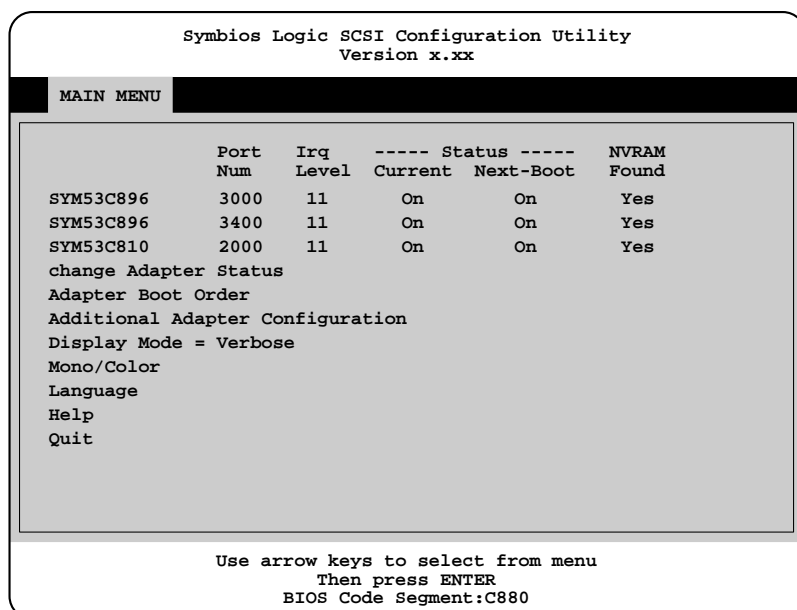 Symbios Logic SCSI Configuration Utility
Version x.xx
MAIN MENU
Port Irq ----- Status ----- NVRAM
Num Level Current Next-Boot Found
SYM53C896 3000 11 On On Yes
SYM53C896 3400 11 On On Yes
SYM53C810 2000 11 On On Yes
change Adapter Status
Adapter Boot Order
Additional Adapter Configuration
Display Mode = Verbose
Mono/Color
Language
Help
Quit
Use arrow keys to select from menu
Then press ENTER
BIOS Code Segment:C880